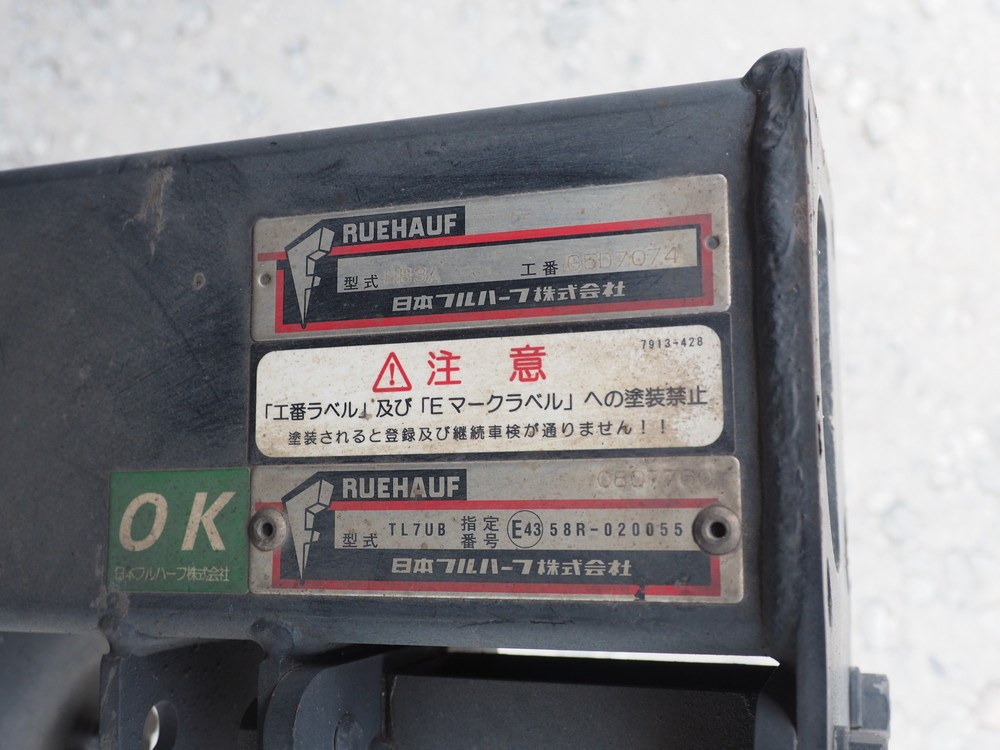 RUEHAUF
型式
工番 C5D7074
日本フルハーフ株式会社
7913-428
注意
「工番ラベル」及び「Eマークラベル」への塗装禁止
塗装されると登録及び継続車検が通りません!!
RUEHAUF
型式 TL7UB 指定番号 E43 58R-020055
日本フルハーフ株式会社
OK
日本フルハーフ株式会社